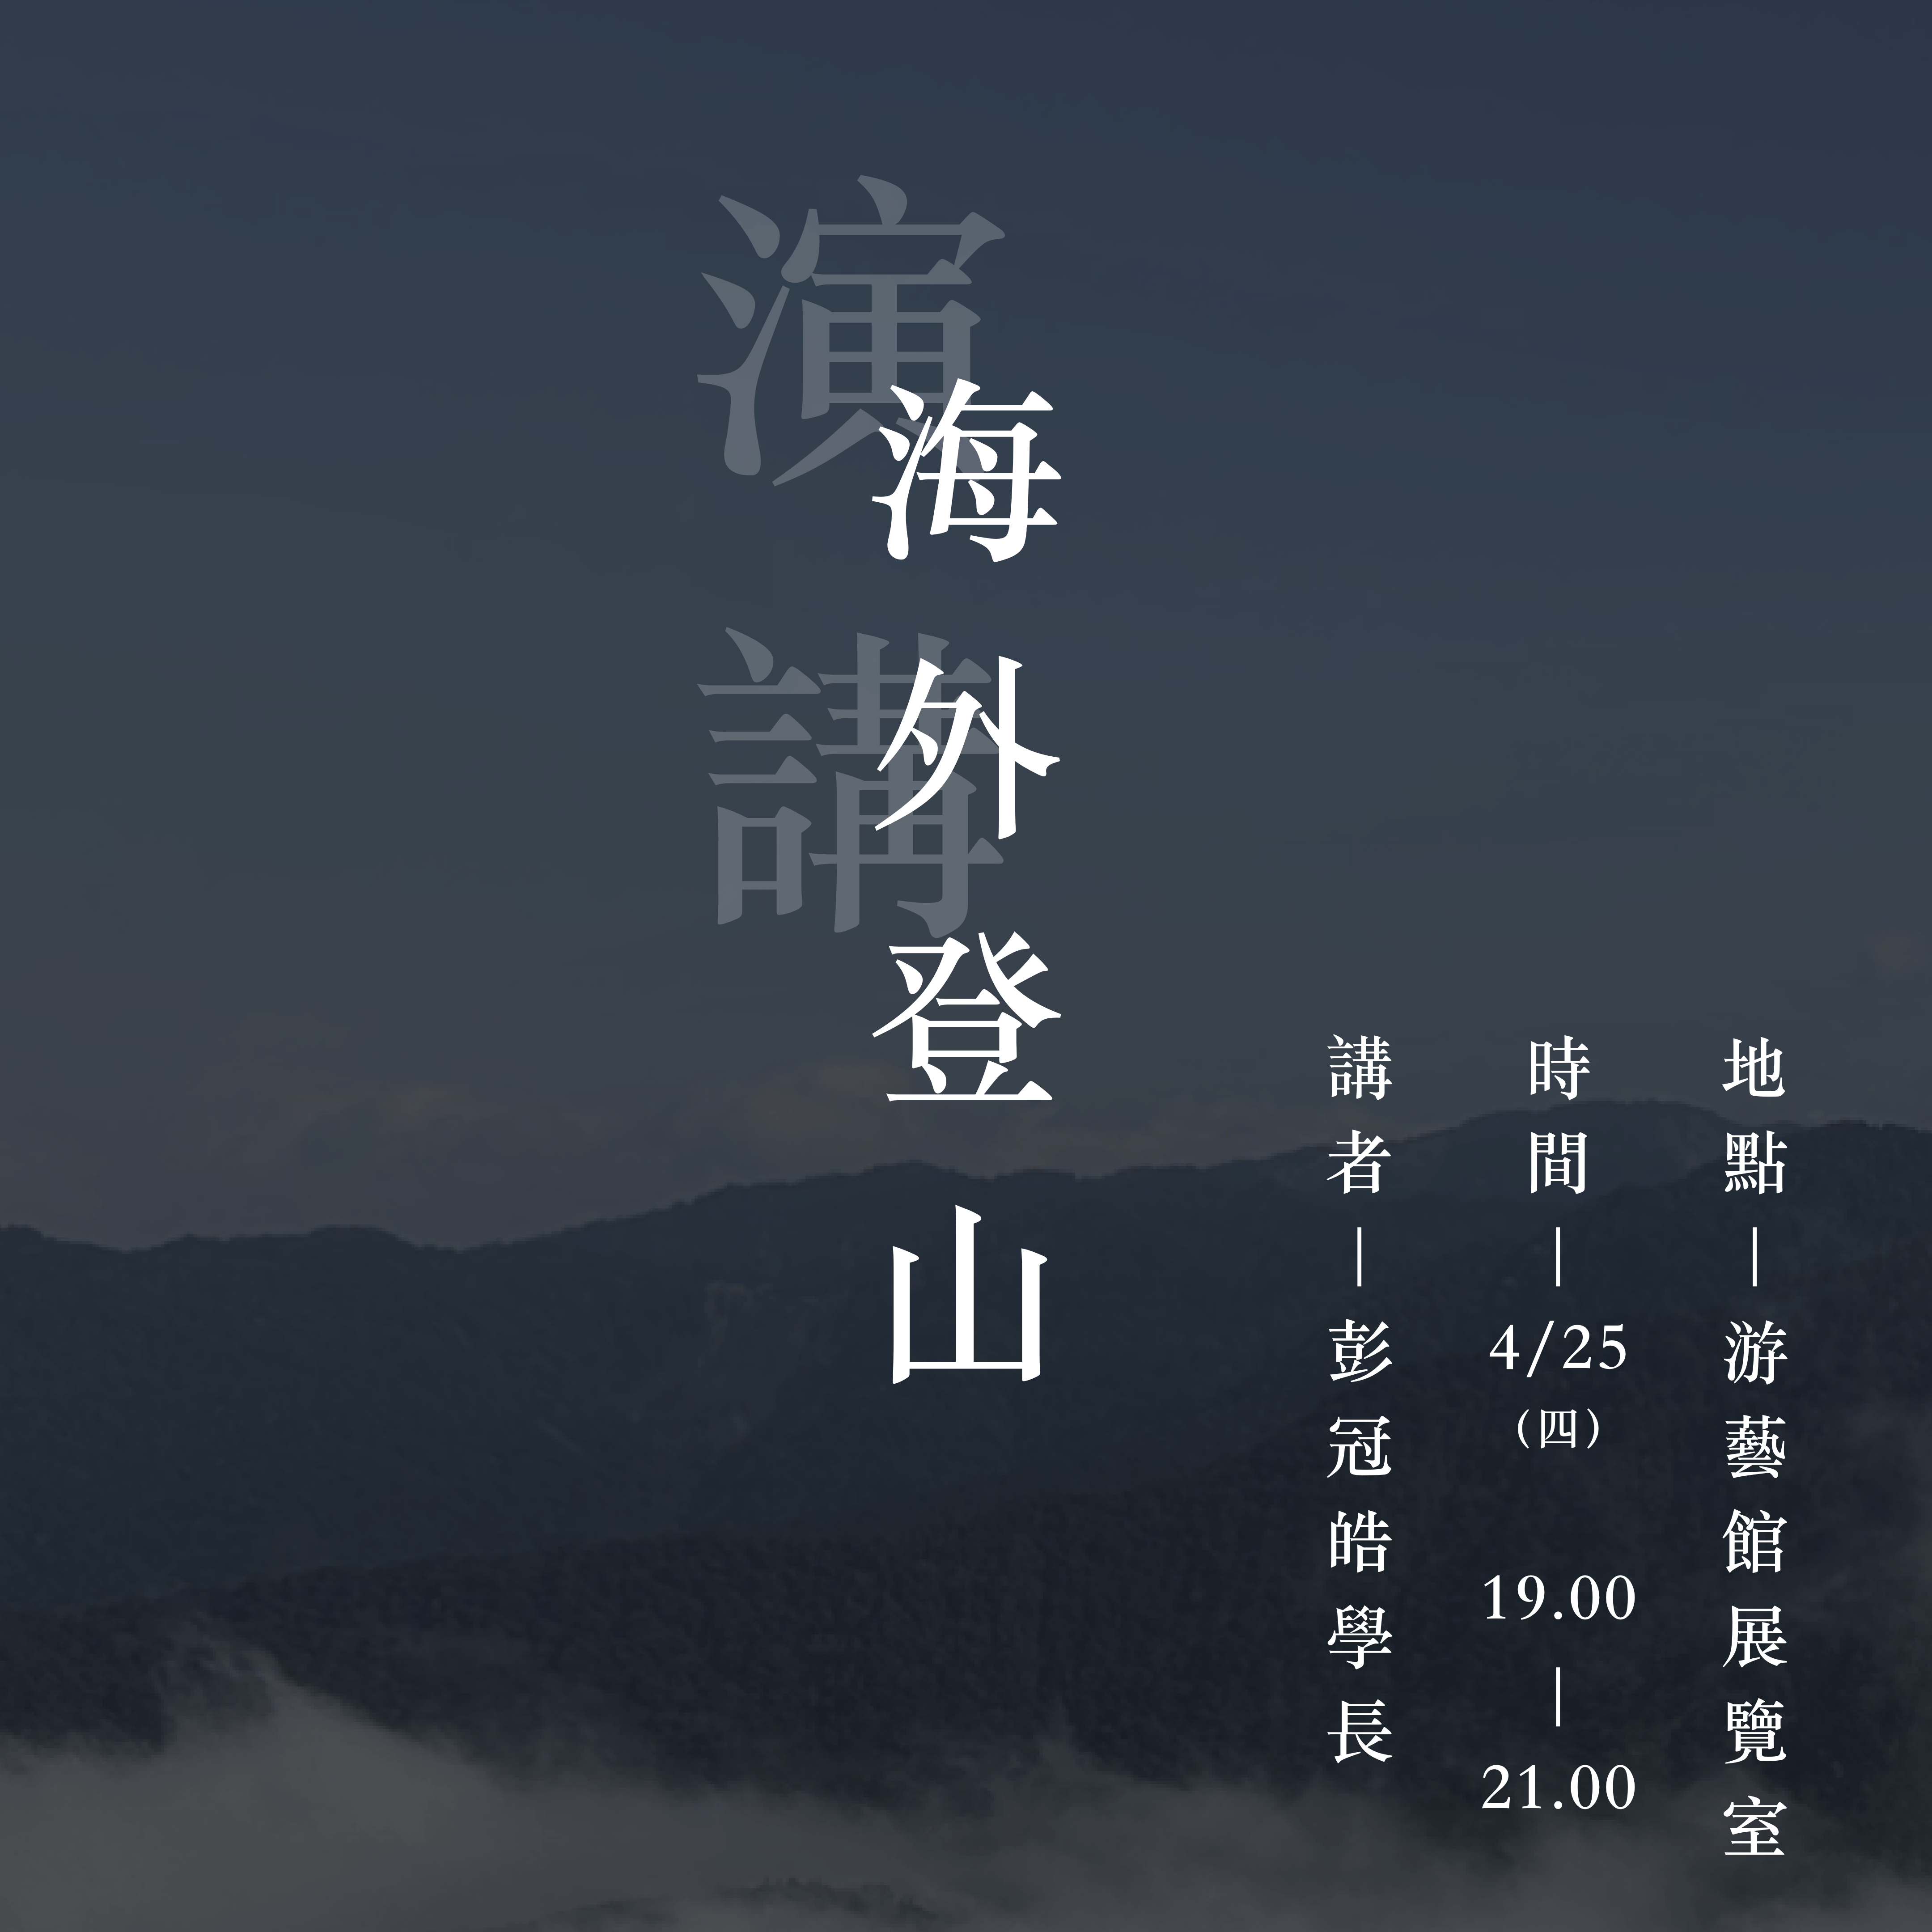 地點｜游藝館展覽室
時間｜4/25（四）19.00｜21.00
講者｜彭冠皓學長
海外登山
演講